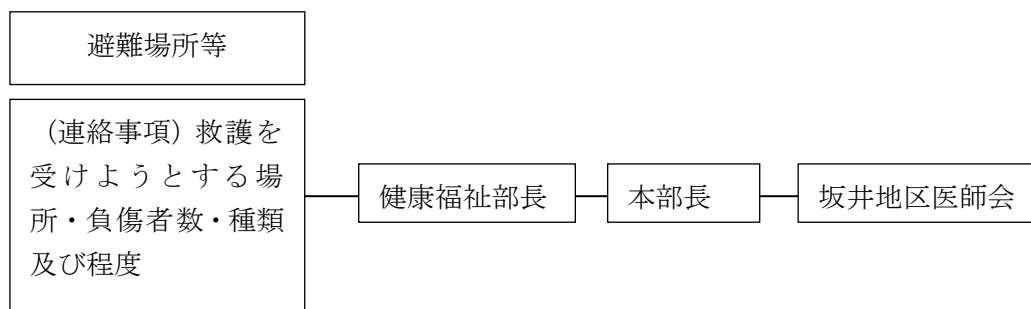 避難場所等
（連絡事項）救護を
受けようとする場
所・負傷者数・種類
及び程度
健康福祉部長
本部長
坂井地区医師会